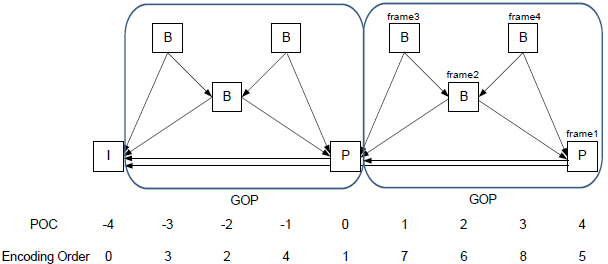 frame3 frame4
B B B B
frame2
B B
frame1
I P P
GOP GOP
POC -4 -3 -2 -1 0 1 2 3 4
Encoding Order 0 3 2 4 1 7 6 8 5